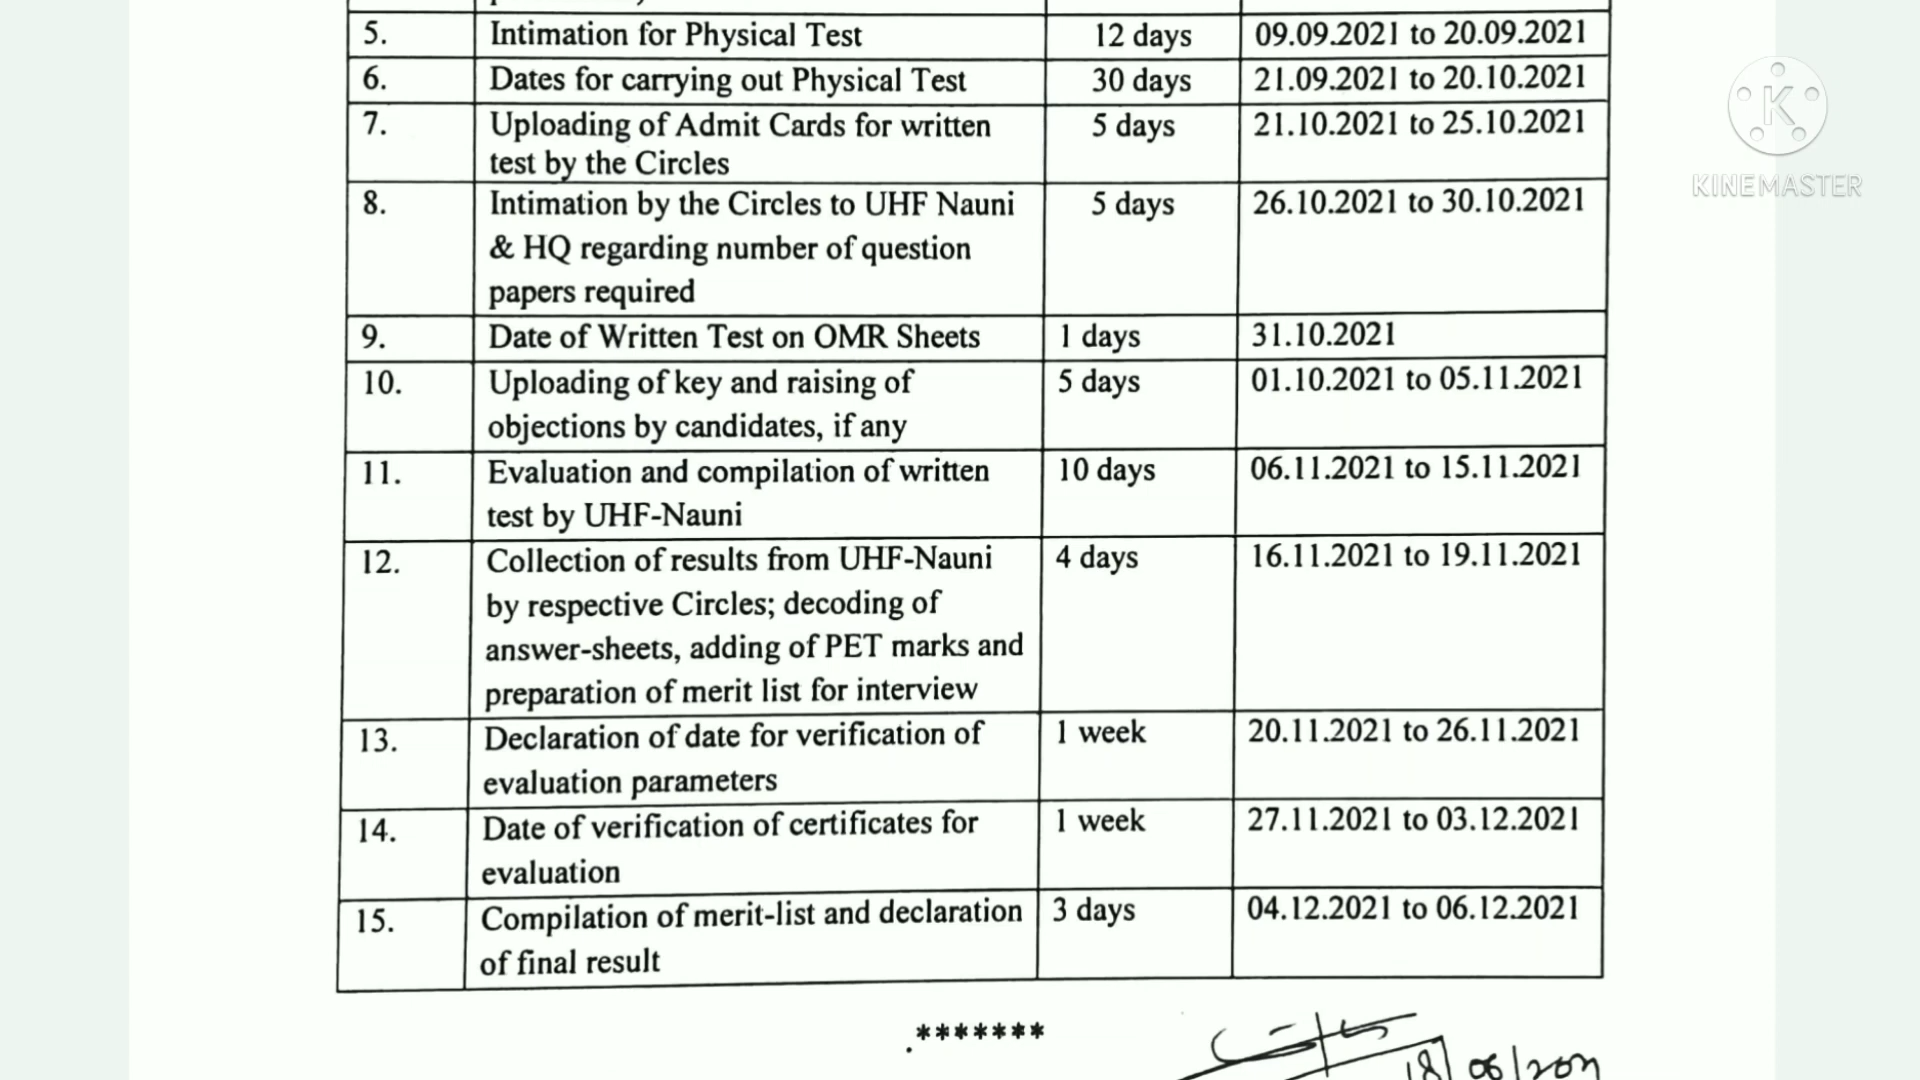 5. Intimation for Physical Test 12 days 09.09.2021 to 20.09.2021
6. Dates for carrying out Physical Test 30 days 21.09.2021 to 20.10.2021
7. Uploading of Admit Cards for written 5 days 21.10.2021 to 25.10.2021
test by the Circles
8. Intimation by the Circles to UHF Nauni 5 days 26.10.2021 to 30.10.2021
& HQ regarding number of question
papers required
9. Date of Written Test on OMR Sheets 1 days 31.10.2021
10. Uploading of key and raising of 5 days 01.10.2021 to 05.11.2021
objections by candidates, if any
11. Evaluation and compilation of written 10 days 06.11.2021 to 15.11.2021
test by UHF-Nauni
12. Collection of results from UHF-Nauni 4 days 16.11.2021 to 19.11.2021
by respective Circles; decoding of
answer-sheets, adding of PET marks and
preparation of merit list for interview
13. Declaration of date for verification of 1 week 20.11.2021 to 26.11.2021
evaluation parameters
14. Date of verification of certificates for 1 week 27.11.2021 to 03.12.2021
evaluation
15. Compilation of merit-list and declaration 3 days 04.12.2021 to 06.12.2021
of final result
.*******
K
KINEMASTER